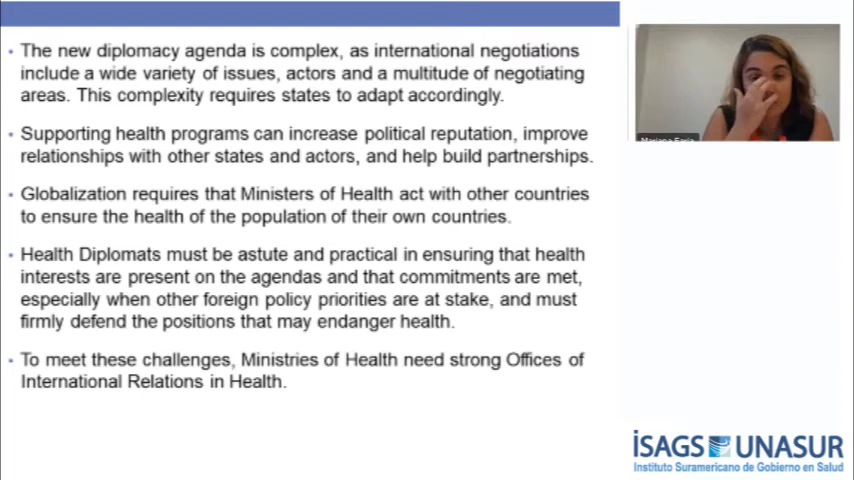 • The new diplomacy agenda is complex, as international negotiations
include a wide variety of issues, actors and a multitude of negotiating
areas. This complexity requires states to adapt accordingly.
• Supporting health programs can increase political reputation, improve
relationships with other states and actors, and help build partnerships.
• Globalization requires that Ministers of Health act with other countries
to ensure the health of the population of their own countries.
• Health Diplomats must be astute and practical in ensuring that health
interests are present on the agendas and that commitments are met,
especially when other foreign policy priorities are at stake, and must
firmly defend the positions that may endanger health.
• To meet these challenges, Ministries of Health need strong Offices of
International Relations in Health.
Mariana Faria
iSAGS UNASUR
Instituto Suramericano de Gobierno en Salud